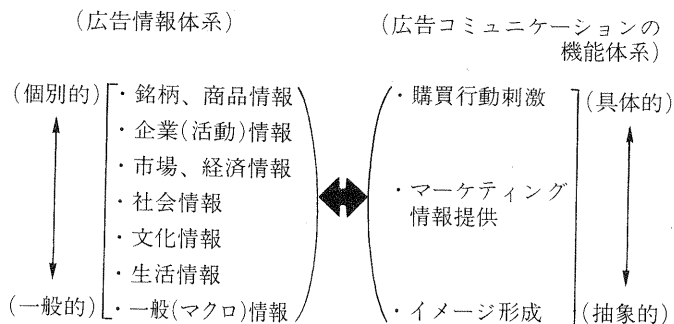 (広告情報体系)
(広告コミュニケーションの
機能体系)
(個別的)
・銘柄、商品情報
・企業(活動)情報
・市場、経済情報
・社会情報
・文化情報
・生活情報
・一般(マクロ)情報
(一般的)
・購買行動刺激
・マーケティング
情報提供
・イメージ形成
(具体的)
(抽象的)